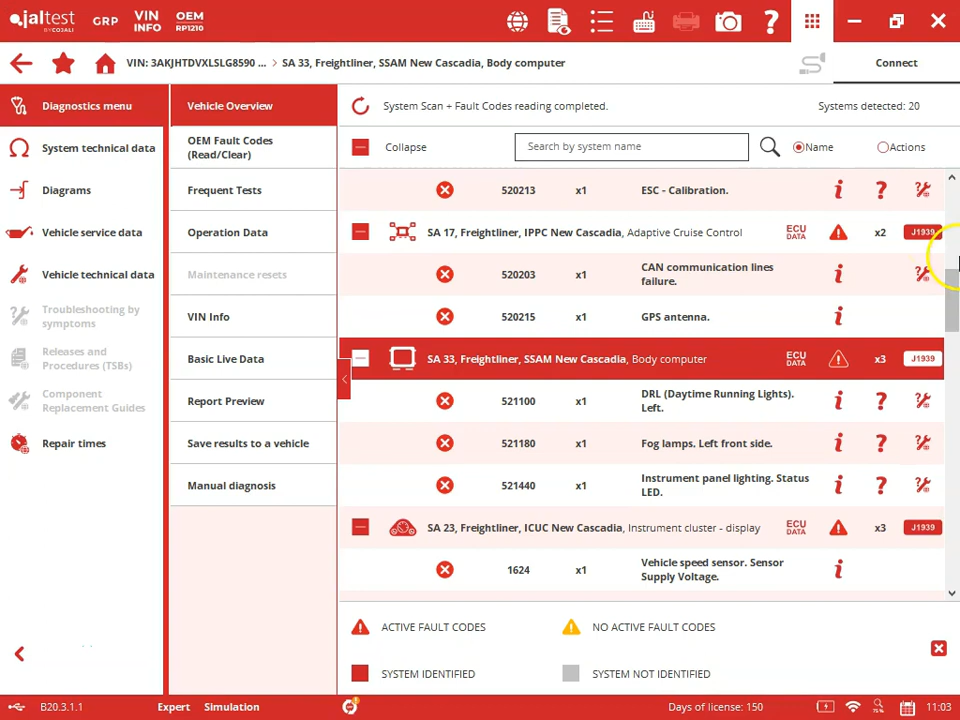 jaltest
BY COJALI
GRP
VIN
INFO
OEM
RP1210
VIN: 3AKJHTDVXLSLG8590 ... > SA 33, Freightliner, SSAM New Cascadia, Body computer
Connect
Diagnostics menu
System technical data
Diagrams
Vehicle service data
Vehicle technical data
Troubleshooting by
symptoms
Releases and
Procedures (TSBs)
Component
Replacement Guides
Repair times
Vehicle Overview
OEM Fault Codes
(Read/Clear)
Frequent Tests
Operation Data
Maintenance resets
VIN Info
Basic Live Data
Report Preview
Save results to a vehicle
Manual diagnosis
System Scan + Fault Codes reading completed.
Systems detected: 20
Collapse
Search by system name
Name
Actions
520213 x1 ESC - Calibration.
SA 17, Freightliner, IPPC New Cascadia, Adaptive Cruise Control ECU DATA x2 J1939
520203 x1 CAN communication lines
failure.
520215 x1 GPS antenna.
SA 33, Freightliner, SSAM New Cascadia, Body computer ECU DATA x3 J1939
521100 x1 DRL (Daytime Running Lights).
Left.
521180 x1 Fog lamps. Left front side.
521440 x1 Instrument panel lighting. Status
LED.
SA 23, Freightliner, ICUC New Cascadia, Instrument cluster - display ECU DATA x3 J1939
1624 x1 Vehicle speed sensor. Sensor
Supply Voltage.
ACTIVE FAULT CODES
NO ACTIVE FAULT CODES
SYSTEM IDENTIFIED
SYSTEM NOT IDENTIFIED
B20.3.1.1
Expert
Simulation
Days of license: 150
75%
11:03